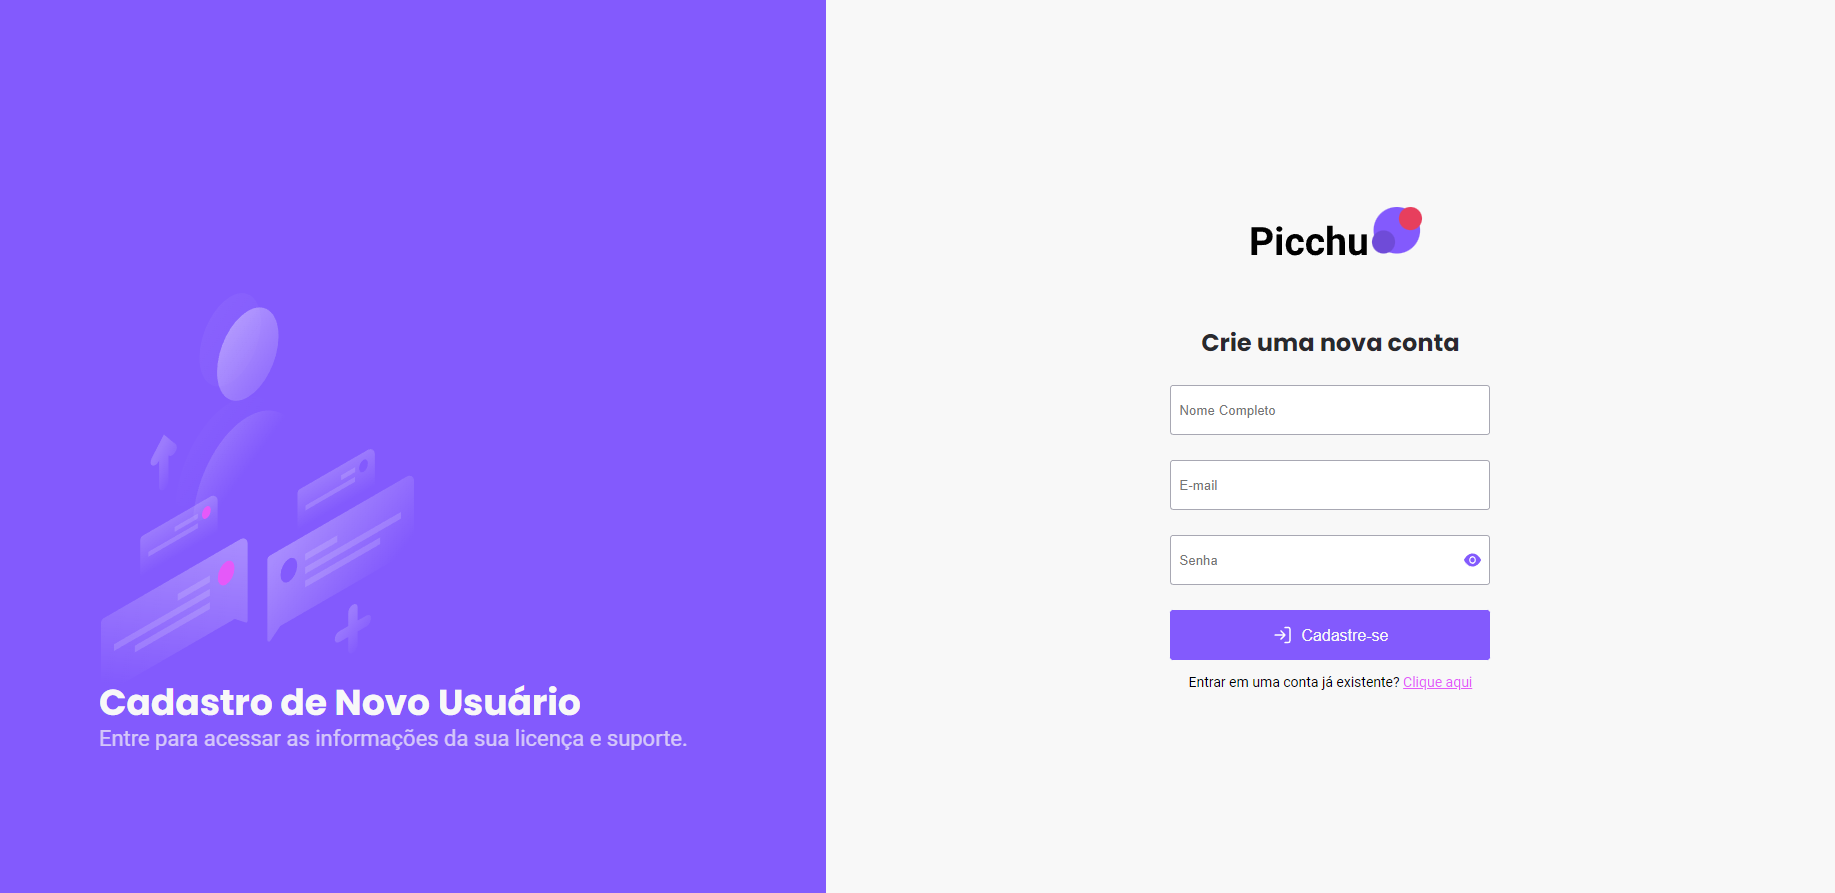 Cadastro de Novo Usuário
Entre para acessar as informações da sua licença e suporte.
Picchu
Crie uma nova conta
Nome Completo
E-mail
Senha
Cadastre-se
Entrar em uma conta já existente? Clique aqui